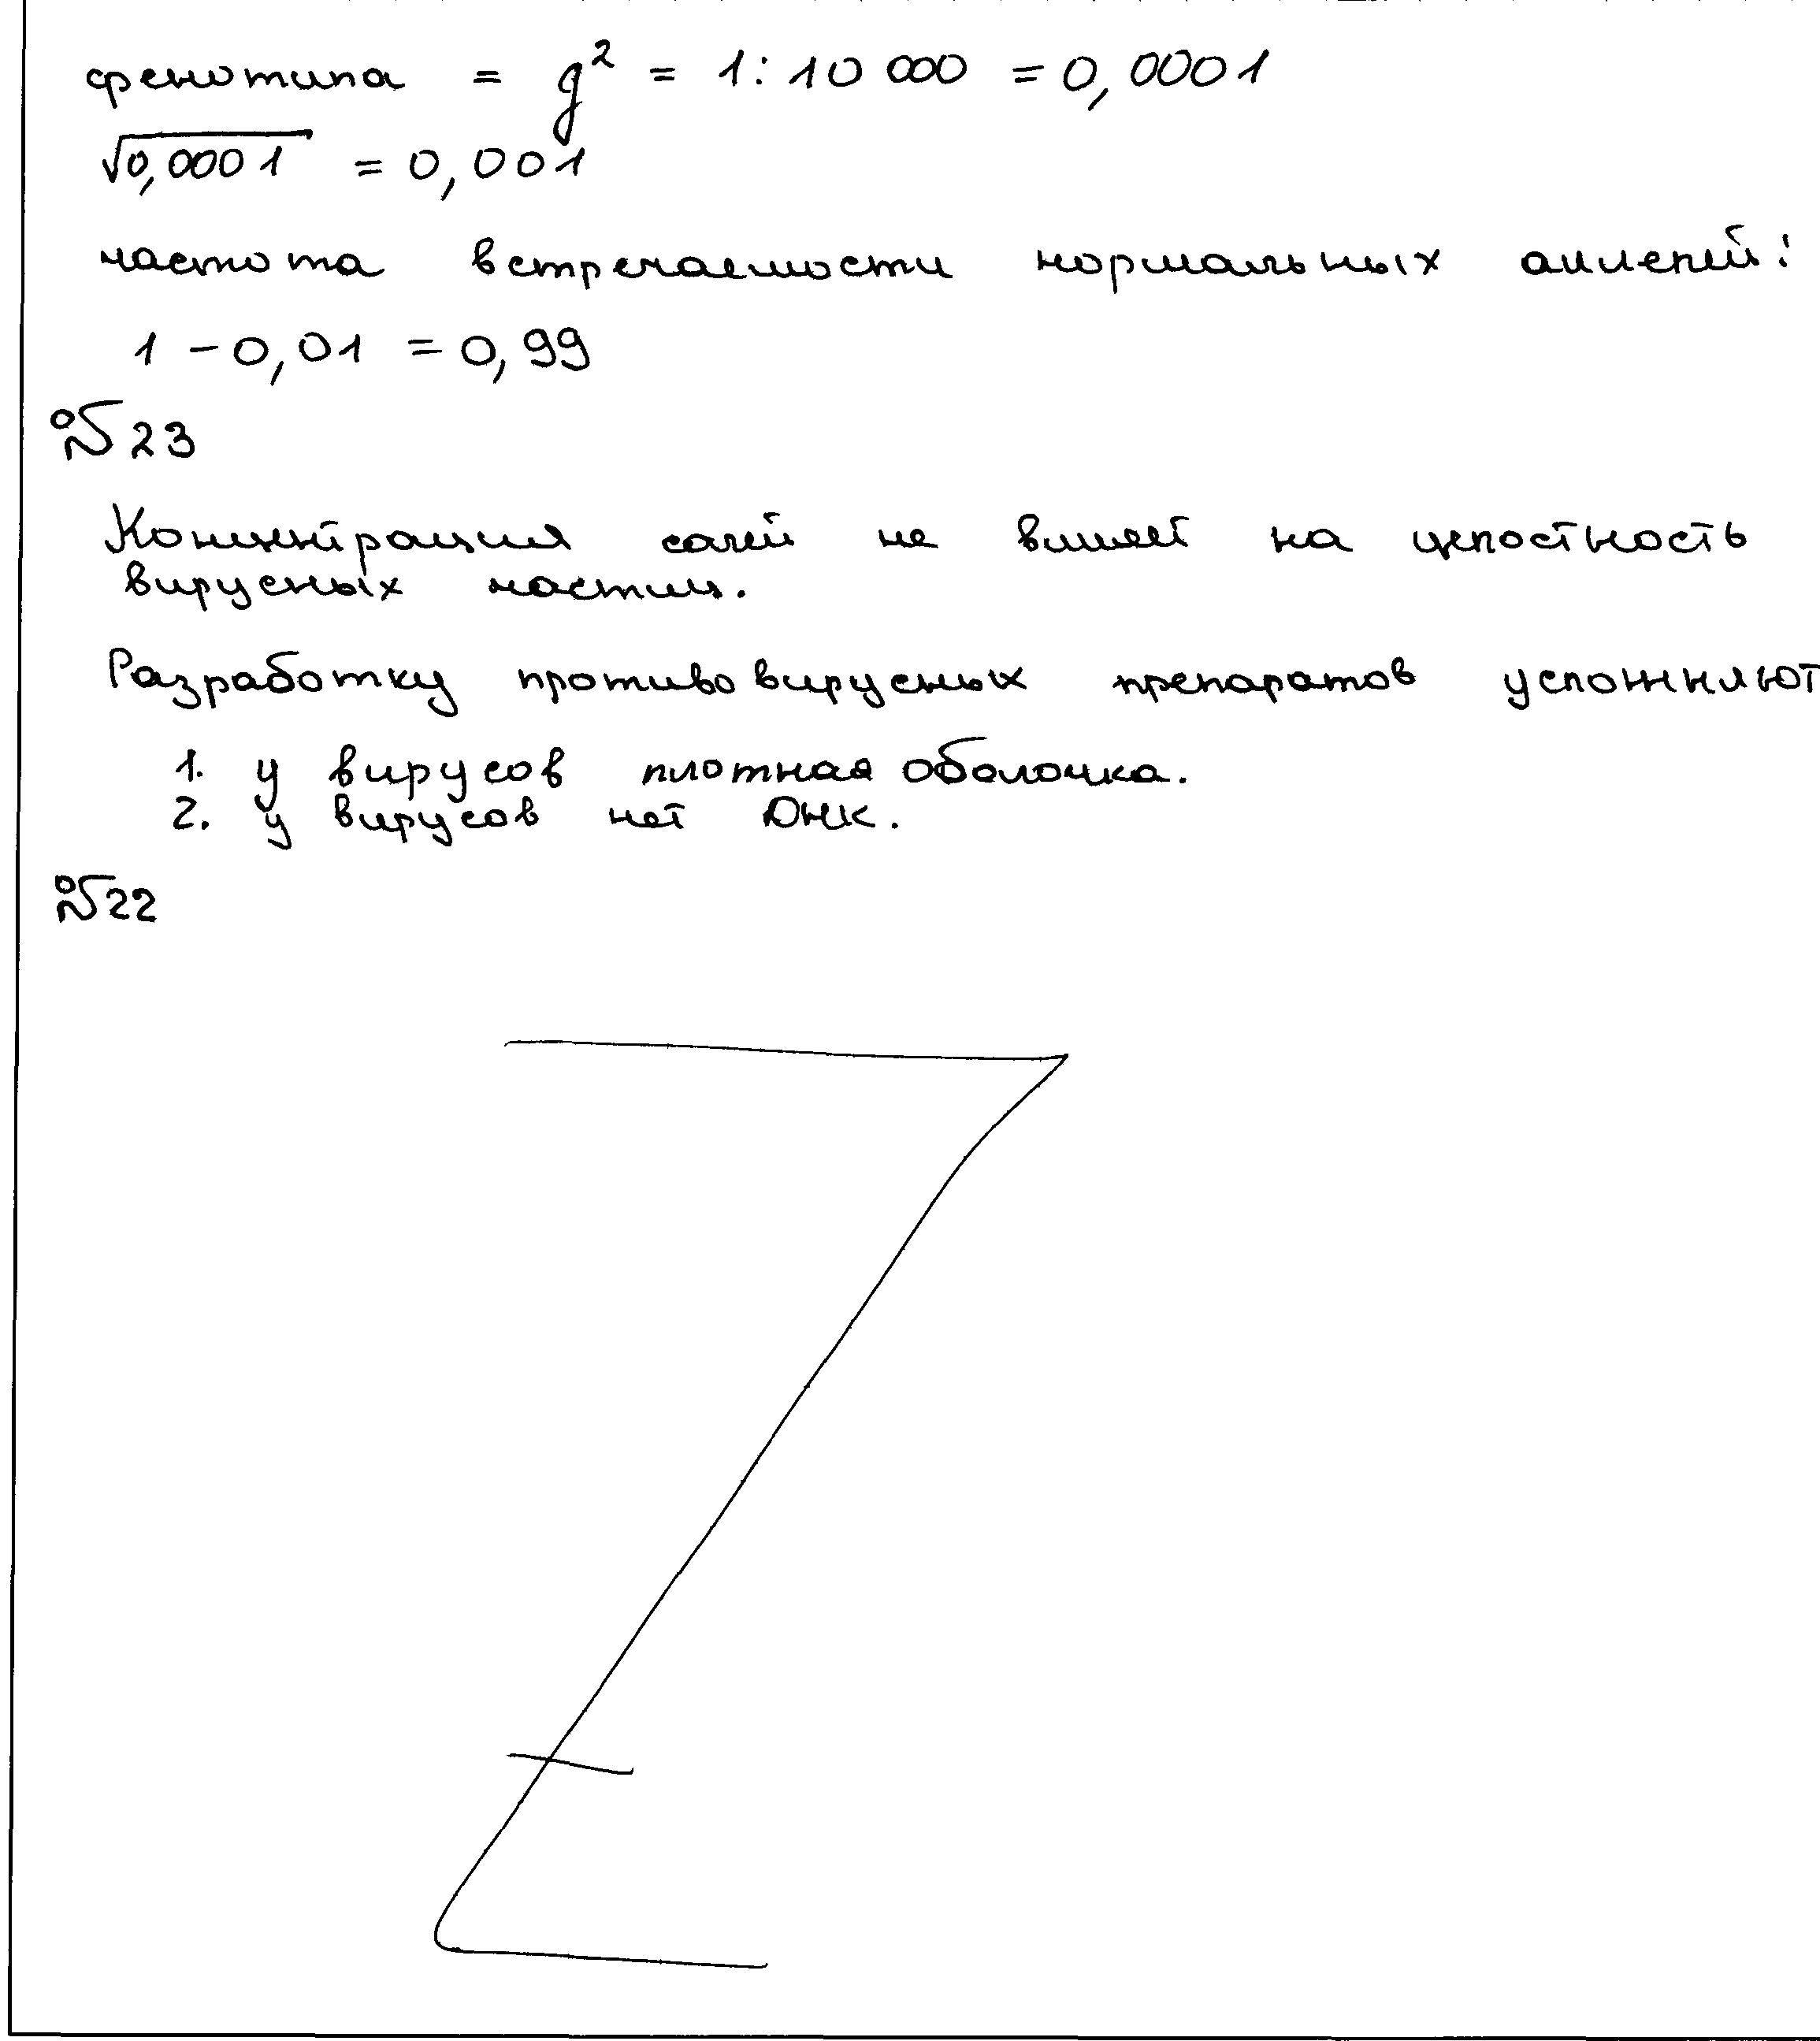 фенотипа = g² = 1:10 000 = 0,0001
√0,0001 = 0,001
частота встречаемости нормальных аллелей:
1 - 0,01 = 0,99
№23
Концентрация солей не влияет на целостность
вирусных частиц.
Разработку противовирусных препаратов усложняют
1. у вирусов плотная оболочка.
2. у вирусов нет ДНК.
№22